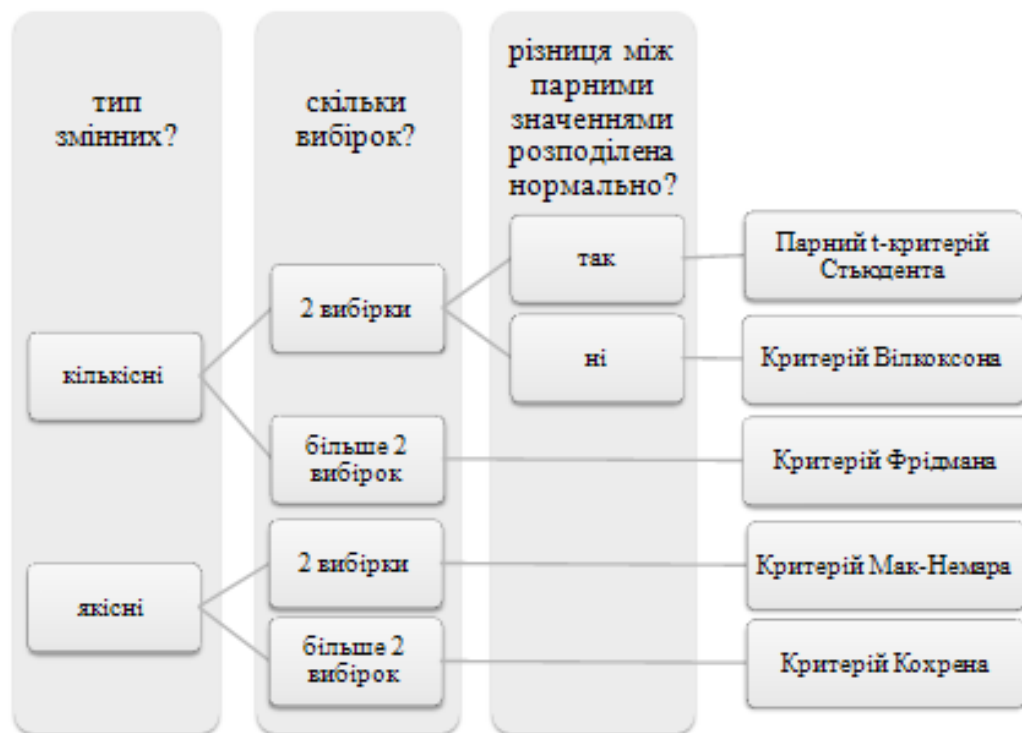 тип
змінних?
скільки
вибірок?
різниця між
парними
значеннями
розподілена
нормально?
кількісні
2 вибірки
так
Парний t-критерій
Стьюдента
ні
Критерій Вілкоксона
більше 2
вибірок
Критерій Фрідмана
якісні
2 вибірки
Критерій Мак-Немара
більше 2
вибірок
Критерій Кохрена